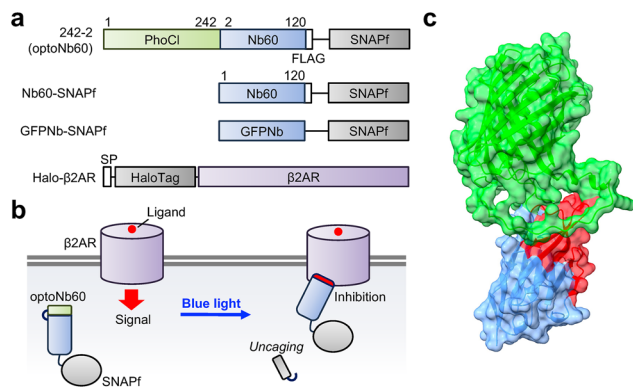 a
1 242 2 120
242-2
(optoNb60)
PhoCl Nb60 SNAPf
FLAG
1 120
Nb60-SNAPf Nb60 SNAPf
GFPNb-SNAPf GFPNb SNAPf
SP
Halo-β2AR HaloTag β2AR
b
Ligand
β2AR
optoNb60
Signal
Blue light
Inhibition
Uncaging
SNAPf
c